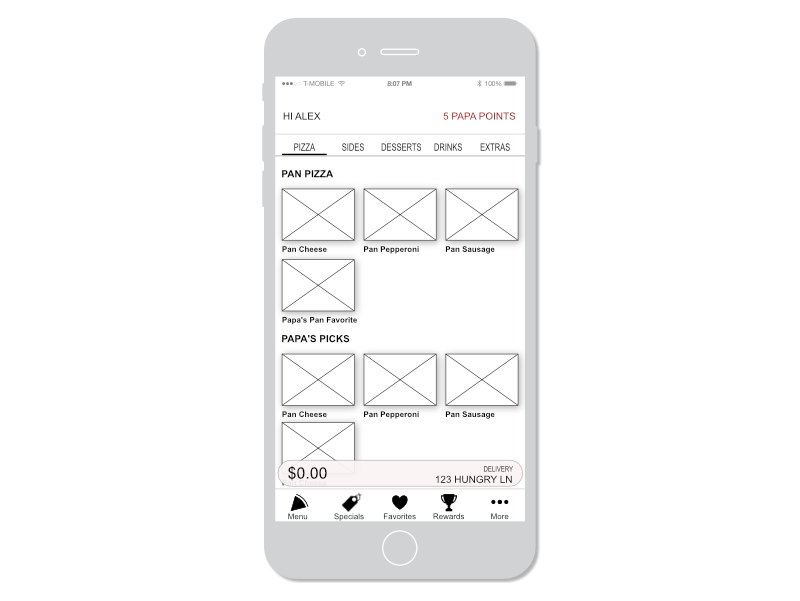 T-MOBILE 8:07 PM 100%
HI ALEX 5 PAPA POINTS
PIZZA SIDES DESSERTS DRINKS EXTRAS
PAN PIZZA
Pan Cheese Pan Pepperoni Pan Sausage
Papa's Pan Favorite
PAPA'S PICKS
Pan Cheese Pan Pepperoni Pan Sausage
$0.00 DELIVERY
123 HUNGRY LN
Menu Specials Favorites Rewards More